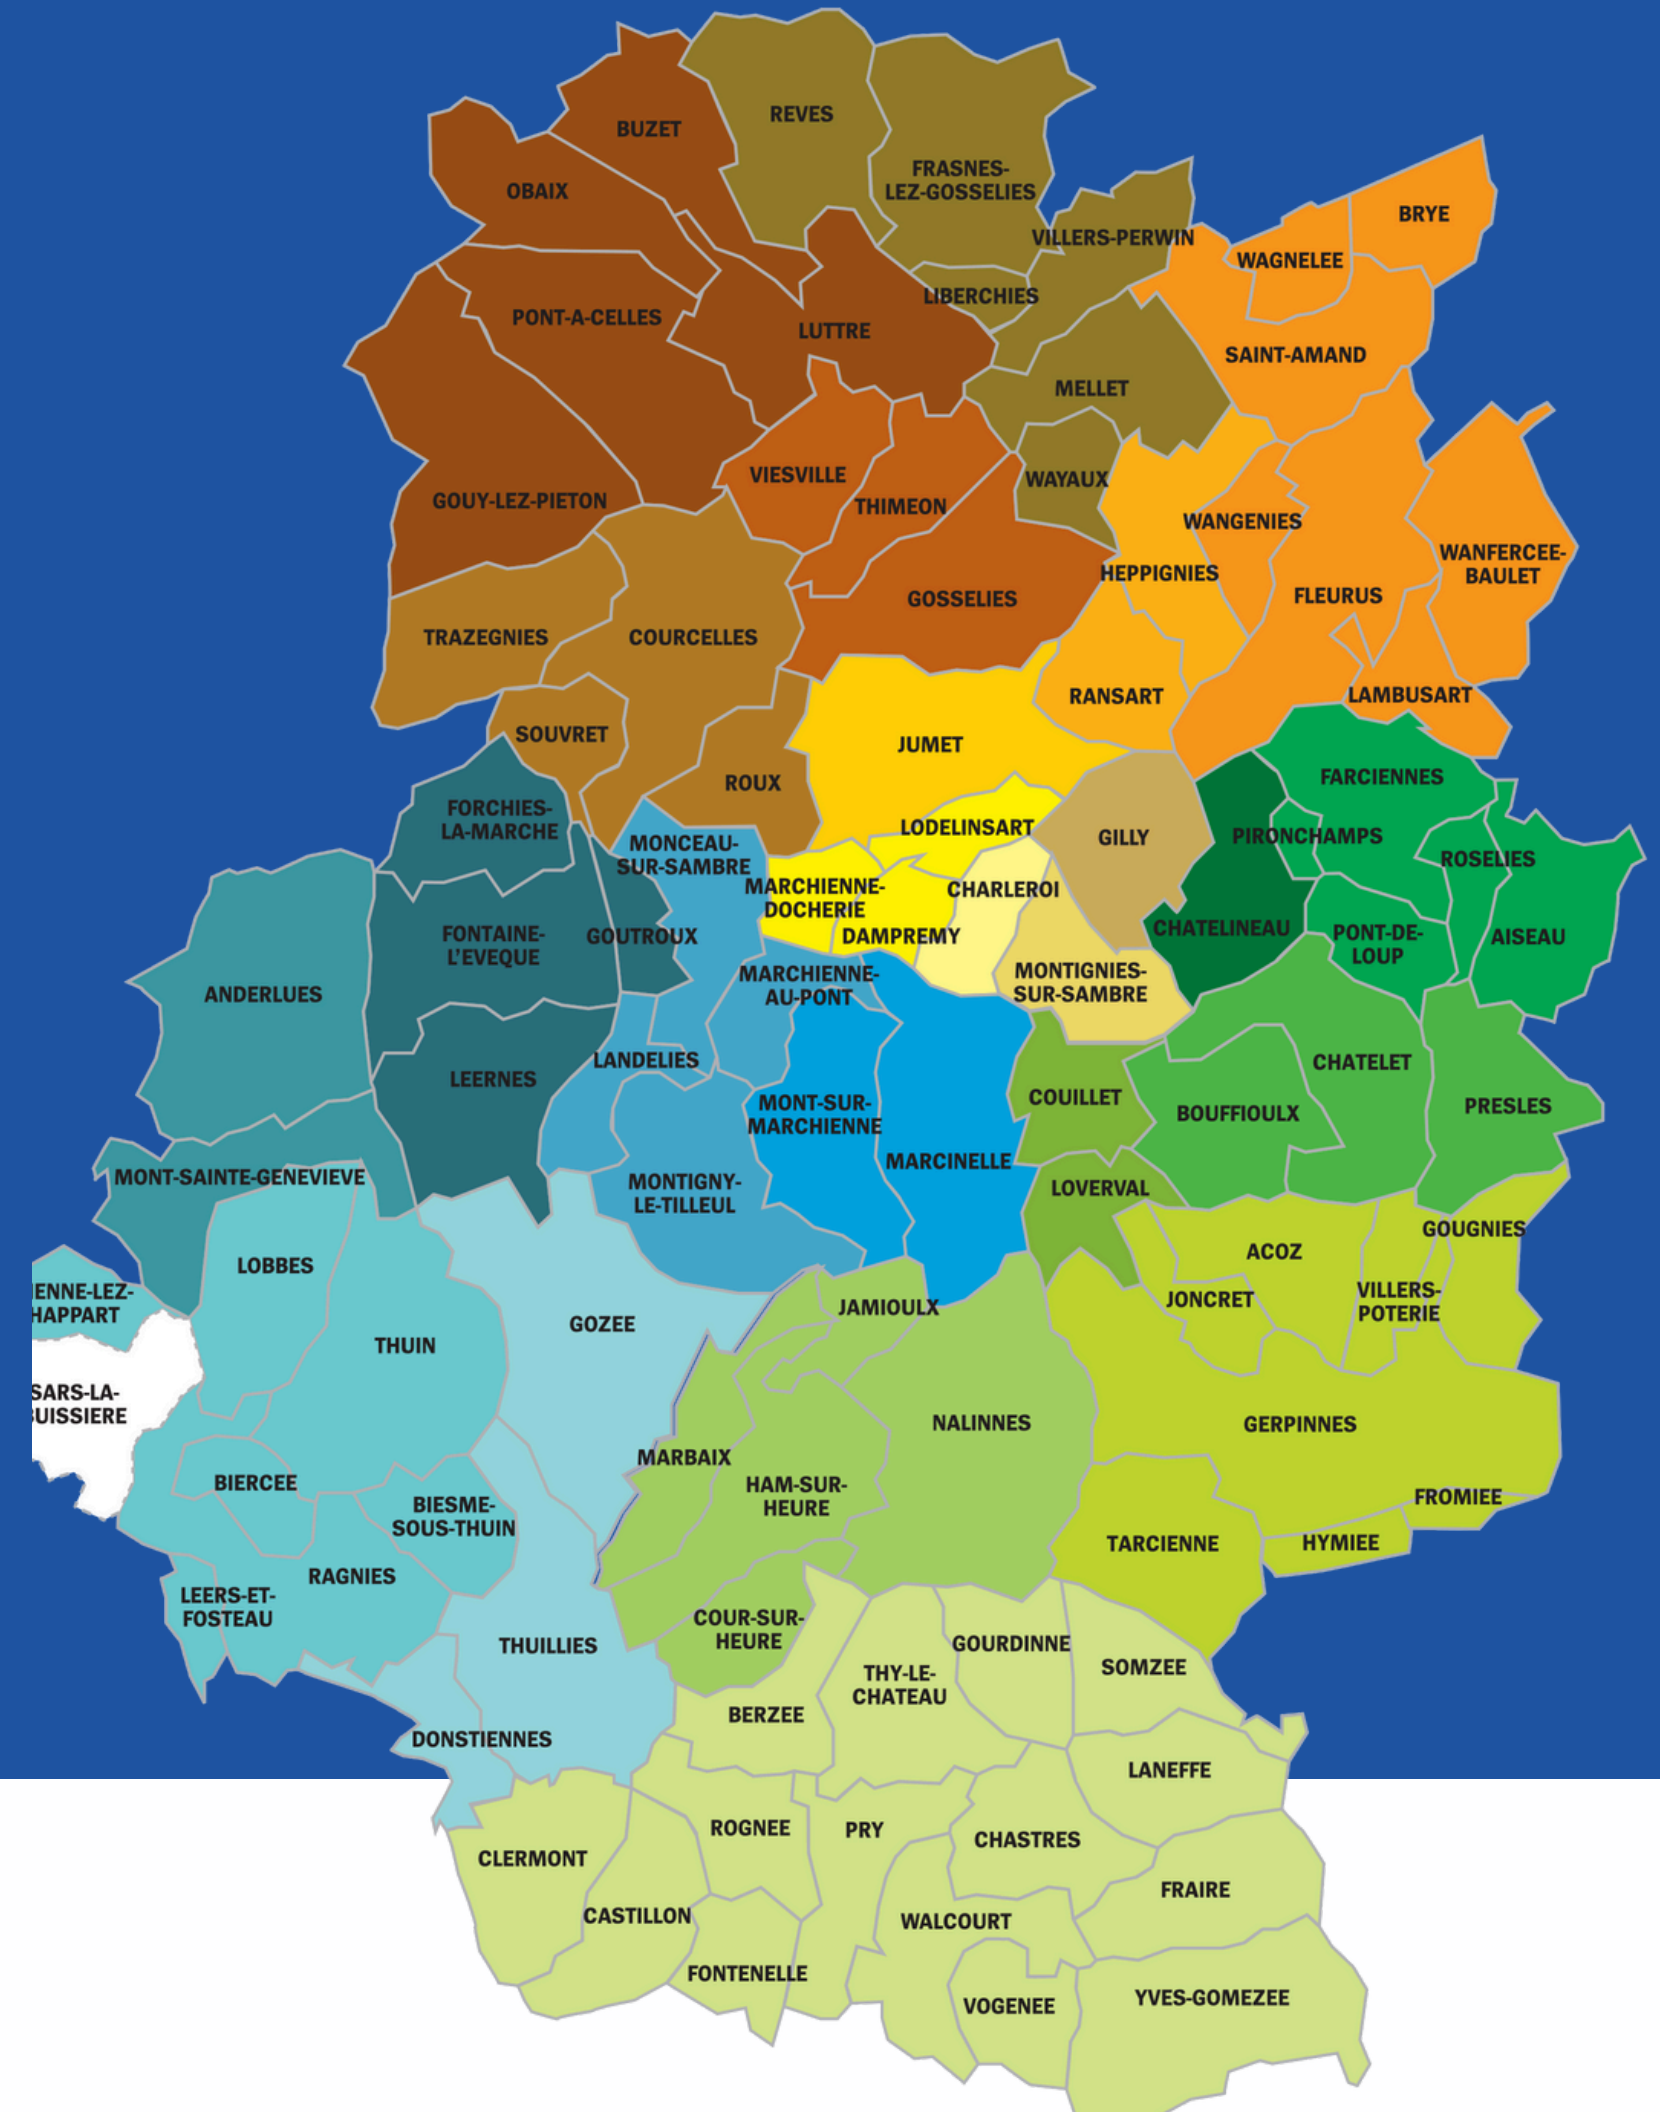 REVES
BUZET
FRASNES-
LEZ-GOSSELIES
OBAIX
BRYE
VILLERS-PERWIN
WAGNELEE
LIBERCHIES
PONT-A-CELLES
LUTTRE
SAINT-AMAND
MELLET
VIESVILLE
WAYAUX
GOUY-LEZ-PIETON
THIMEON
WANGENIES
WANFERCEE-
BAULET
HEPPIGNIES
FLEURUS
GOSSELIES
TRAZEGNIES
COURCELLES
RANSART
LAMBUSART
SOUVRET
JUMET
ROUX
FARCIENNES
FORCHIES-
LA-MARCHE
LODELINSART
GILLY
PIRONCHAMPS
MONCEAU-
SUR-SAMBRE
ROSELIES
MARCHIENNE-
DOCHERIE
CHARLEROI
FONTAINE-
L'EVEQUE
GOUTROUX
DAMPREMY
CHATELINEAU
PONT-DE-
LOUP
AISEAU
ANDERLUES
MARCHIENNE-
AU-PONT
MONTIGNIES-
SUR-SAMBRE
LANDELIES
CHATELET
LEERNES
COUILLET
MONT-SUR-
MARCHIENNE
BOUFFIOULX
PRESLES
MARCINELLE
MONT-SAINTE-GENEVIEVE
MONTIGNY-
LE-TILLEUL
LOVERVAL
GOUGNIES
LOBBES
ACOZ
IENNE-LEZ-
HAPPART
JONCRET
VILLERS-
POTERIE
JAMIOULX
GOZEE
THUIN
SARS-LA-
BUISSIERE
NALINNES
GERPINNES
MARBAIX
BIERCEE
HAM-SUR-
HEURE
FROMIEE
BIESME-
SOUS-THUIN
TARCIENNE
HYMIEE
RAGNIES
LEERS-ET-
FOSTEAU
COUR-SUR-
HEURE
THUILLIES
GOURDINNE
SOMZEE
THY-LE-
CHATEAU
BERZEE
DONSTIENNES
LANEFFE
ROGNEE
PRY
CHASTRES
CLERMONT
FRAIRE
CASTILLON
WALCOURT
FONTENELLE
VOGENEE
YVES-GOMEZEE